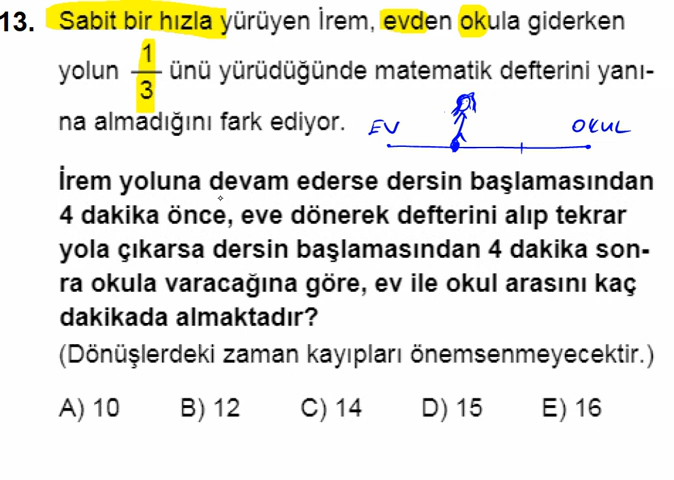 13. Sabit bir hızla yürüyen İrem, evden okula giderken
yolun 1/3 ünü yürüdüğünde matematik defterini yanı-
na almadığını fark ediyor.
EV OKUL
İrem yoluna devam ederse dersin başlamasından
4 dakika önce, eve dönerek defterini alıp tekrar
yola çıkarsa dersin başlamasından 4 dakika son-
ra okula varacağına göre, ev ile okul arasını kaç
dakikada almaktadır?
(Dönüşlerdeki zaman kayıpları önemsenmeyecektir.)
A) 10 B) 12 C) 14 D) 15 E) 16